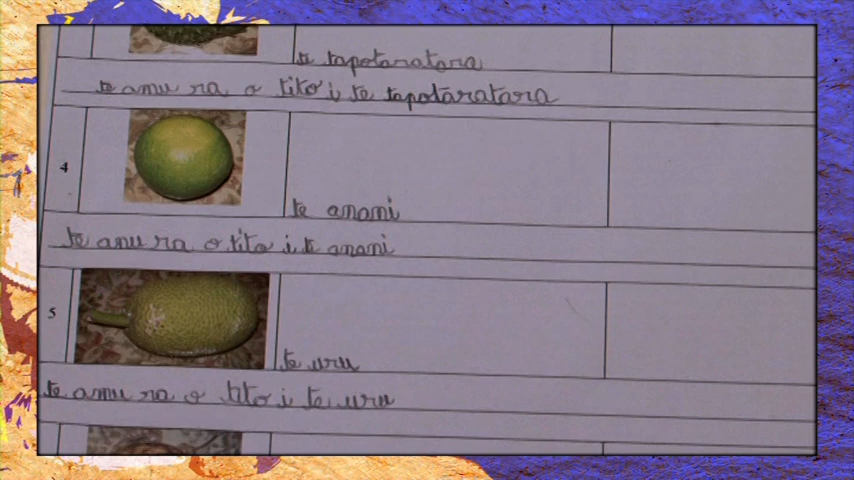 te tapotaratara
te amu ra o tito i te tapotaratara
4
te anani
te anu ra o tito i te anani
5
te uru
te amu ra o tito i te uru